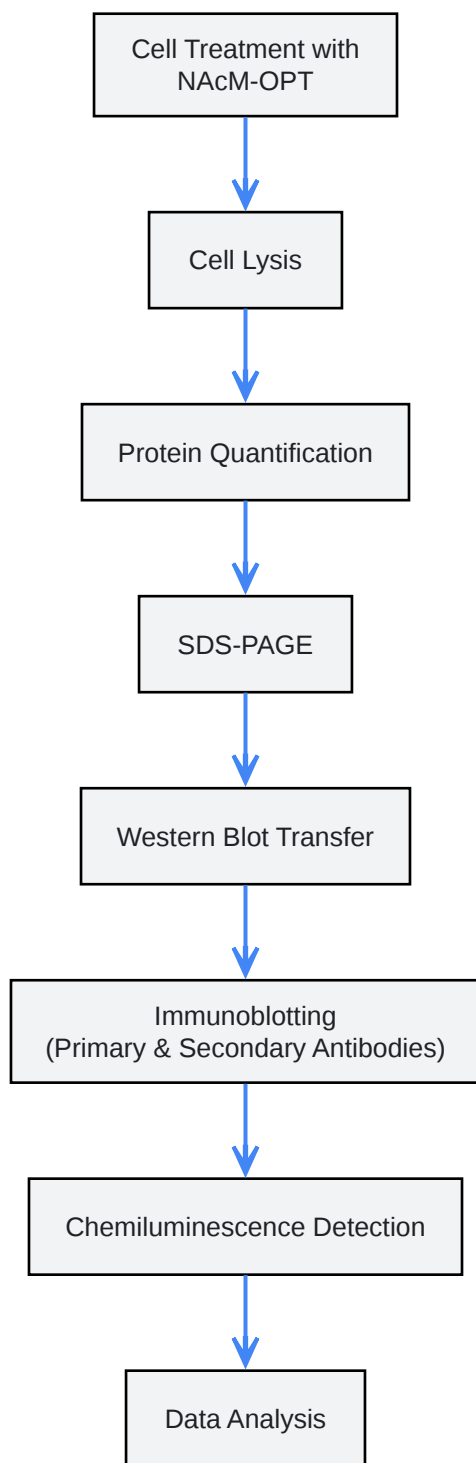 Cell Treatment with
NAcM-OPT
Cell Lysis
Protein Quantification
SDS-PAGE
Western Blot Transfer
Immunoblotting
(Primary & Secondary Antibodies)
Chemiluminescence Detection
Data Analysis